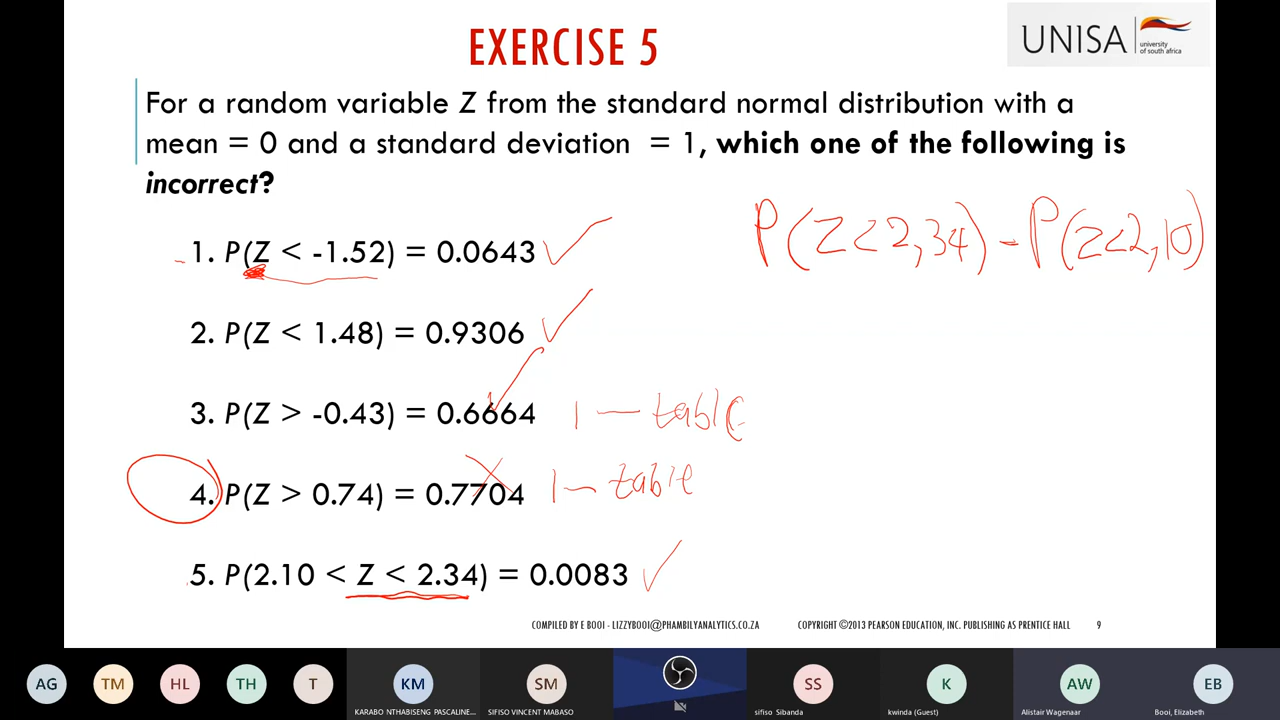 EXERCISE 5
UNISA
university
of south africa
For a random variable Z from the standard normal distribution with a
mean = 0 and a standard deviation = 1, which one of the following is
incorrect?
P(Z<2,34) - P(Z<2,10)
1. P(Z < -1.52) = 0.0643
2. P(Z < 1.48) = 0.9306
3. P(Z > -0.43) = 0.6664 1 — table
4. P(Z > 0.74) = 0.7704 1 — table
5. P(2.10 < Z < 2.34) = 0.0083
COMPILED BY E BOOI - LIZZYBOOI@PHAMBILYANALYTICS.CO.ZA COPYRIGHT ©2013 PEARSON EDUCATION, INC. PUBLISHING AS PRENTICE HALL 9
AG TM HL TH T KM SM SS K AW EB
KARABO NTHABISENG PASCALINE... SIFISO VINCENT MABASO sifiso Sibanda kwinda (Guest) Alistair Wagenaar Booi, Elizabeth